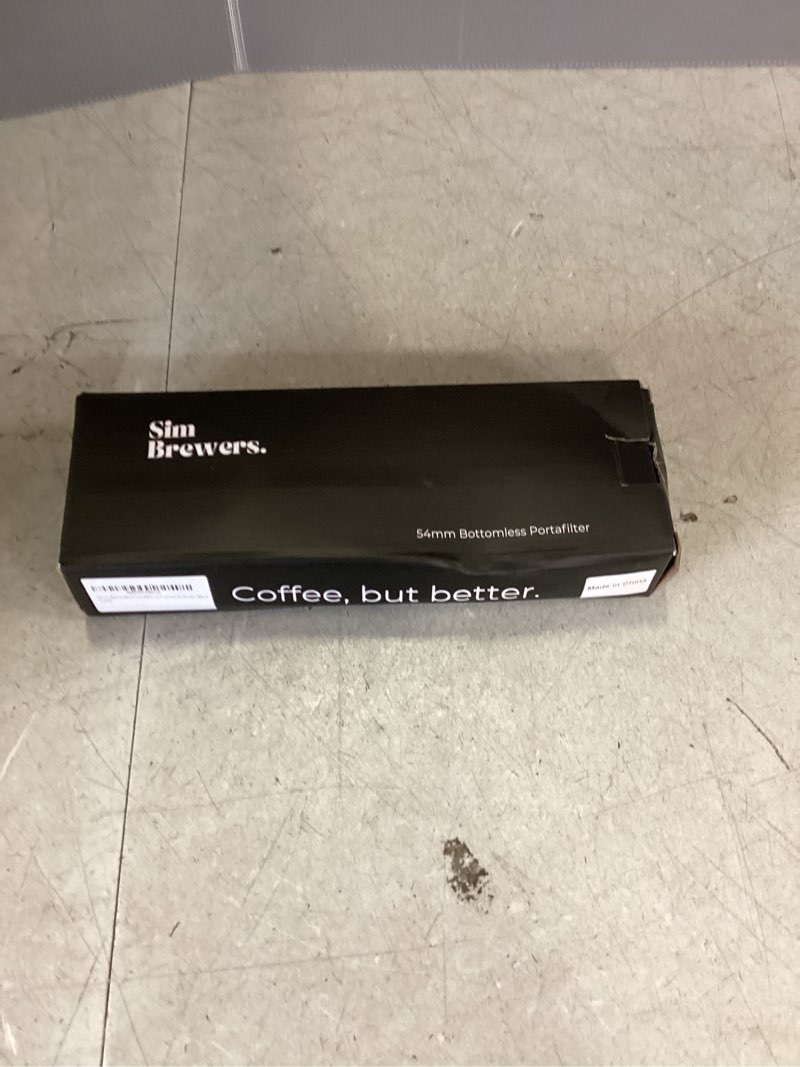 Sim
Brewers.
54mm Bottomless Portafilter
Coffee, but better.
Made in China